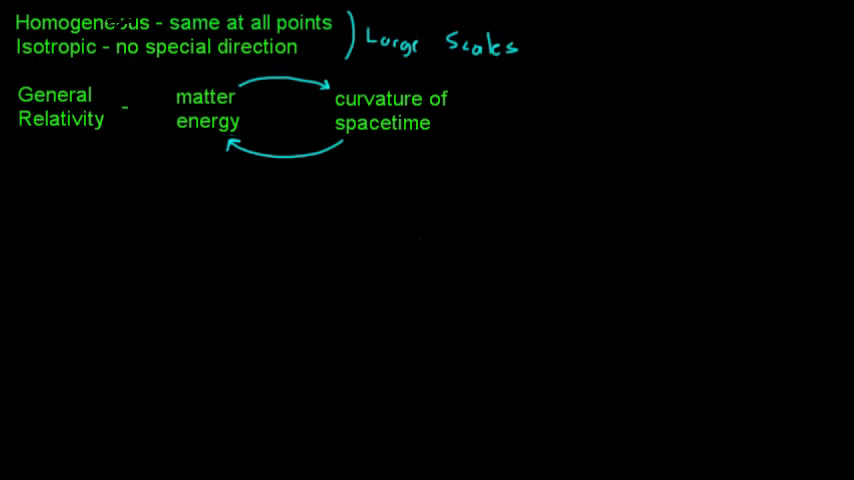 Homogeneous - same at all points
Isotropic - no special direction
Large Scales
General Relativity -
matter energy
curvature of spacetime